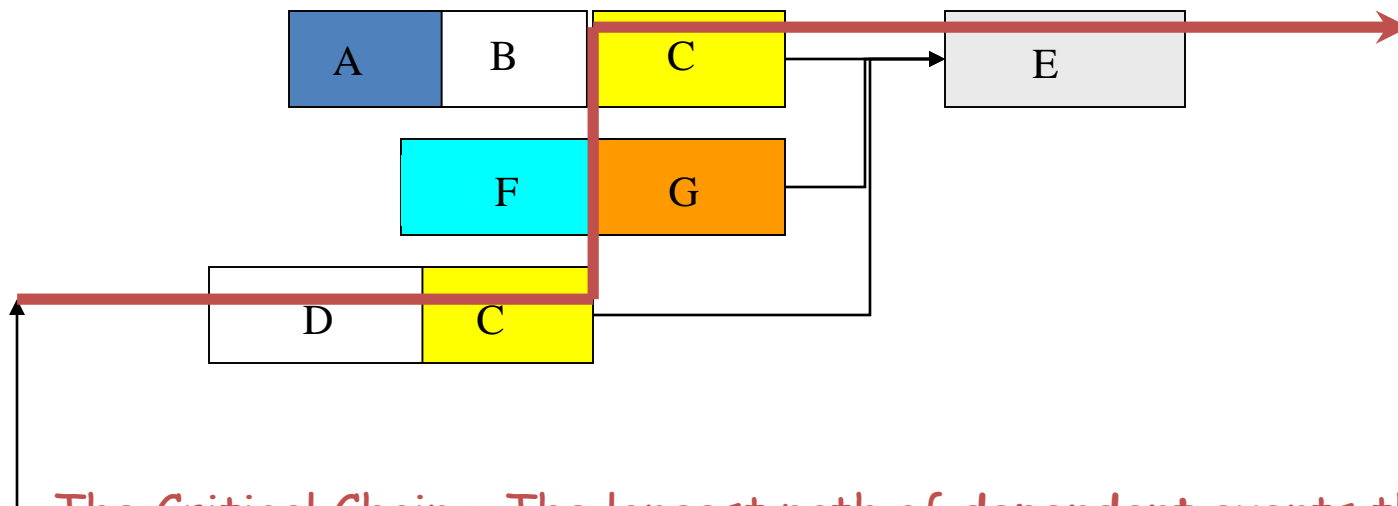 A B C E
F G
D C
The Critical Chain – The longest path of dependent events